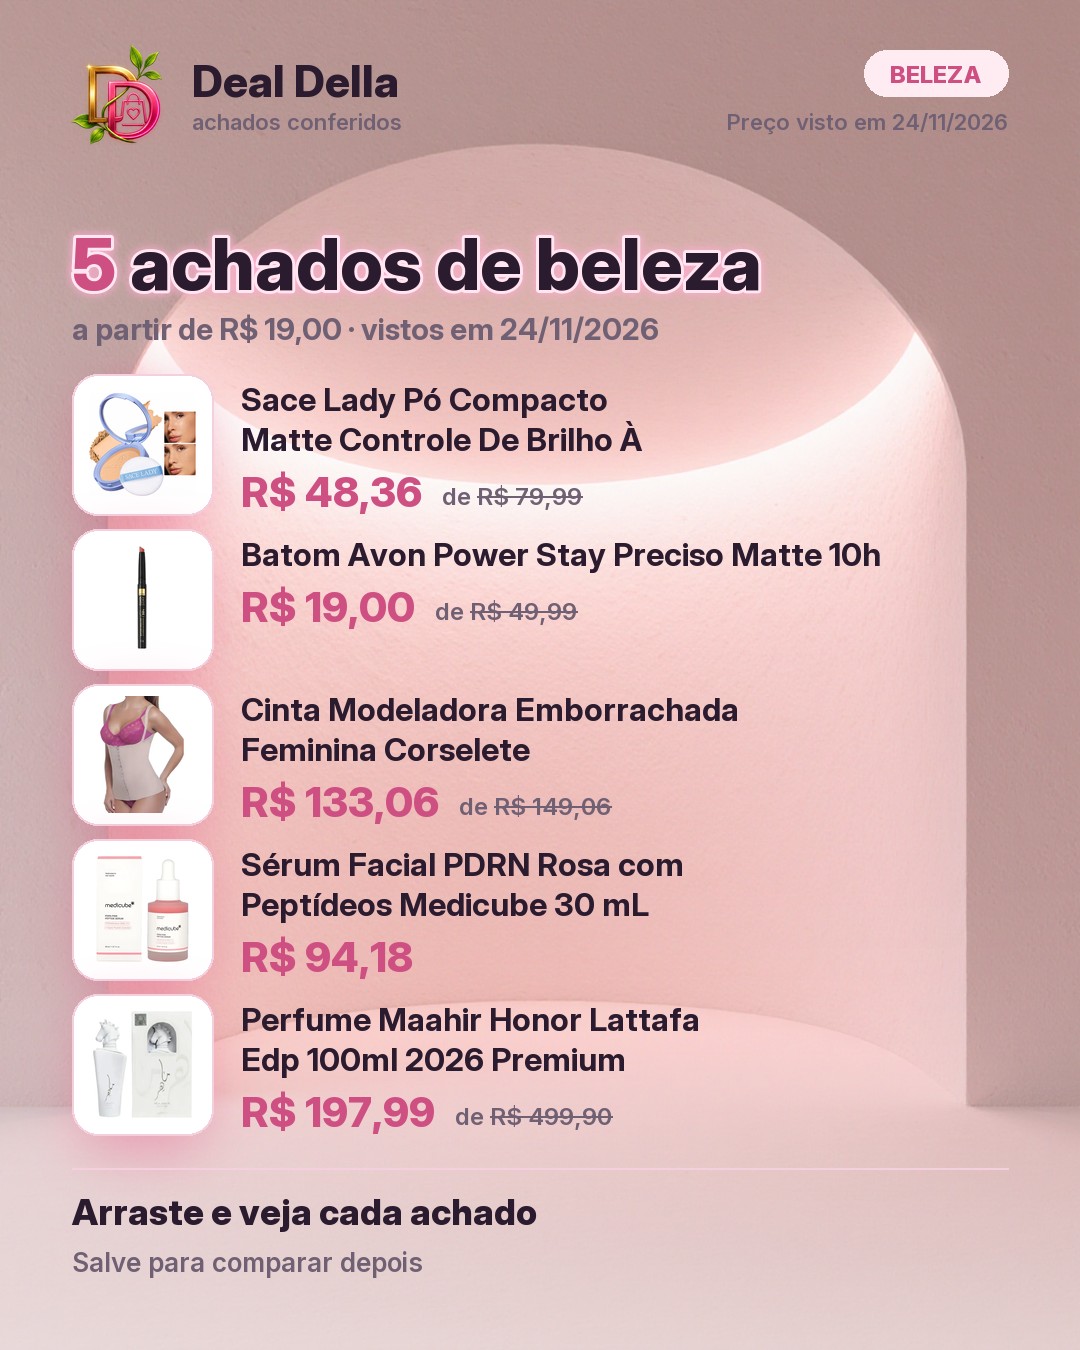 Deal Della
achados conferidos
BELEZA
Preço visto em 24/11/2026
5 achados de beleza
a partir de R$ 19,00 · vistos em 24/11/2026
SACE LADY
Sace Lady Pó Compacto
Matte Controle De Brilho À
R$ 48,36 de R$ 79,99
Batom Avon Power Stay Preciso Matte 10h
R$ 19,00 de R$ 49,99
Cinta Modeladora Emborrachada
Feminina Corselete
R$ 133,06 de R$ 149,06
medicube
medicube
Sérum Facial PDRN Rosa com
Peptídeos Medicube 30 mL
R$ 94,18
Perfume Maahir Honor Lattafa
Edp 100ml 2026 Premium
R$ 197,99 de R$ 499,90
Arraste e veja cada achado
Salve para comparar depois